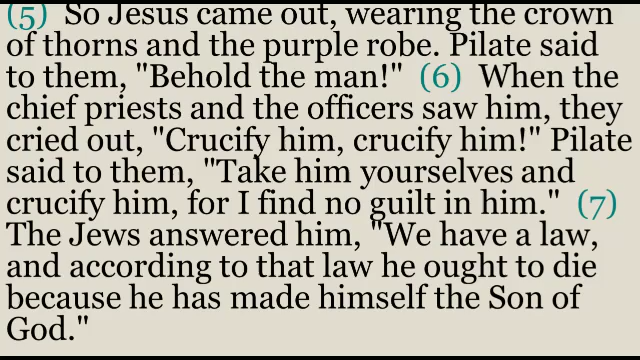 (5) So Jesus came out, wearing the crown
of thorns and the purple robe. Pilate said
to them, "Behold the man!" (6) When the
chief priests and the officers saw him, they
cried out, "Crucify him, crucify him!" Pilate
said to them, "Take him yourselves and
crucify him, for I find no guilt in him." (7)
The Jews answered him, "We have a law,
and according to that law he ought to die
because he has made himself the Son of
God."